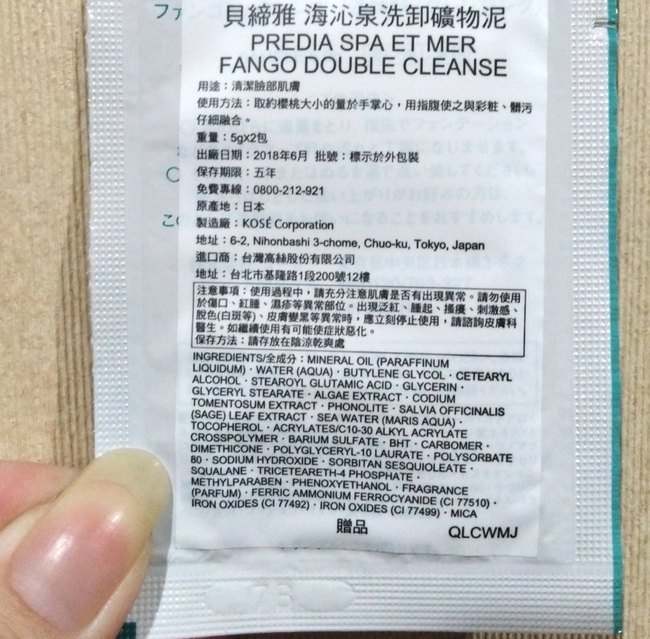 ファ
貝締雅 海沁泉洗卸礦物泥
PREDIA SPA ET MER
FANGO DOUBLE CLEANSE
用途：清潔臉部肌膚
使用方法：取約櫻桃大小的量於手掌心，用指腹使之與彩粧、髒污
仔細融合。
重量：5gX2包
出廠日期：2018年6月 批號：標示於外包裝
保存期限：五年
免費專線：0800-212-921
原產地：日本
製造廠：KOSÉ Corporation
地址：6-2, Nihonbashi 3-chome, Chuo-ku, Tokyo, Japan
進口商：台灣高絲股份有限公司
地址：台北市基隆路1段200號12樓
注意事項：使用過程中，請充分注意肌膚是否有出現異常。請勿使用
於傷口、紅腫、濕疹等異常部位。出現泛紅、腫起、搔癢、刺激感、
脫色(白斑等)、皮膚變黑等異常時，應立刻停止使用，請諮詢皮膚科
醫生。如繼續使用有可能使症狀惡化。
保存方法：請存放在陰涼乾爽處
INGREDIENTS/全成分：MINERAL OIL (PARAFFINUM
LIQUIDUM)・WATER (AQUA)・BUTYLENE GLYCOL・CETEARYL
ALCOHOL・STEAROYL GLUTAMIC ACID・GLYCERIN・
GLYCERYL STEARATE・ALGAE EXTRACT・CODIUM
TOMENTOSUM EXTRACT・PHONOLITE・SALVIA OFFICINALIS
(SAGE) LEAF EXTRACT・SEA WATER (MARIS AQUA)・
TOCOPHEROL・ACRYLATES/C10-30 ALKYL ACRYLATE
CROSSPOLYMER・BARIUM SULFATE・BHT・CARBOMER・
DIMETHICONE・POLYGLYCERYL-10 LAURATE・POLYSORBATE
80・SODIUM HYDROXIDE・SORBITAN SESQUIOLEATE・
SQUALANE・TRICETEARETH-4 PHOSPHATE・
METHYLPARABEN・PHENOXYETHANOL・FRAGRANCE
(PARFUM)・FERRIC AMMONIUM FERROCYANIDE (CI 77510)・
IRON OXIDES (CI 77492)・IRON OXIDES (CI 77499)・MICA
贈品 QLCWMJ